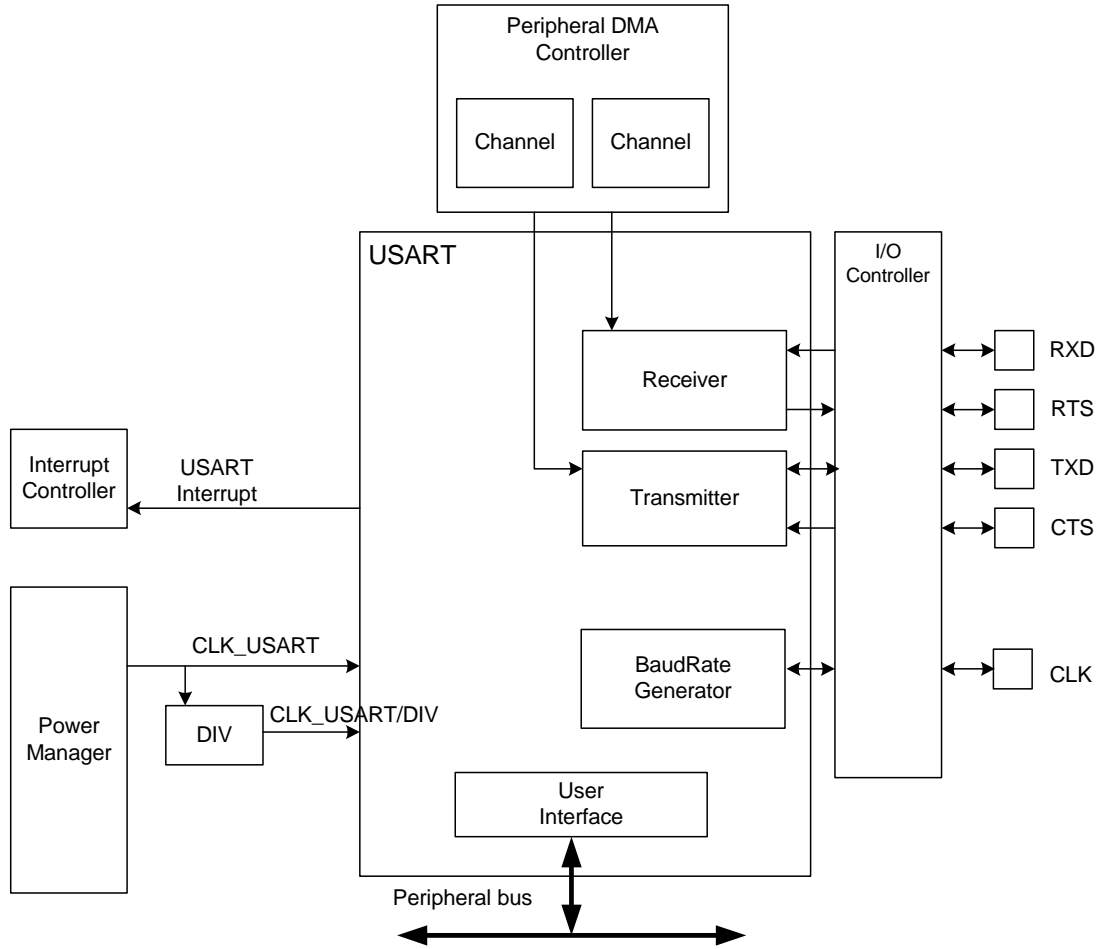 Peripheral DMA
Controller
Channel
Channel
USART
I/O
Controller
Receiver
RXD
RTS
Interrupt
Controller
USART
Interrupt
Transmitter
TXD
CTS
CLK_USART
BaudRate
Generator
CLK
Power
Manager
DIV
CLK_USART/DIV
User
Interface
Peripheral bus